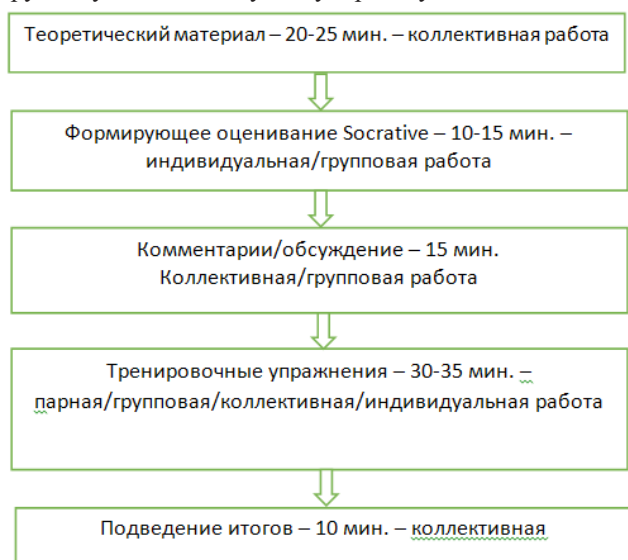 Теоретический материал – 20-25 мин. – коллективная работа
Формирующее оценивание Socrative – 10-15 мин. –
индивидуальная/групповая работа
Комментарии/обсуждение – 15 мин.
Коллективная/групповая работа
Тренировочные упражнения – 30-35 мин. –
парная/групповая/коллективная/индивидуальная работа
Подведение итогов – 10 мин. – коллективная